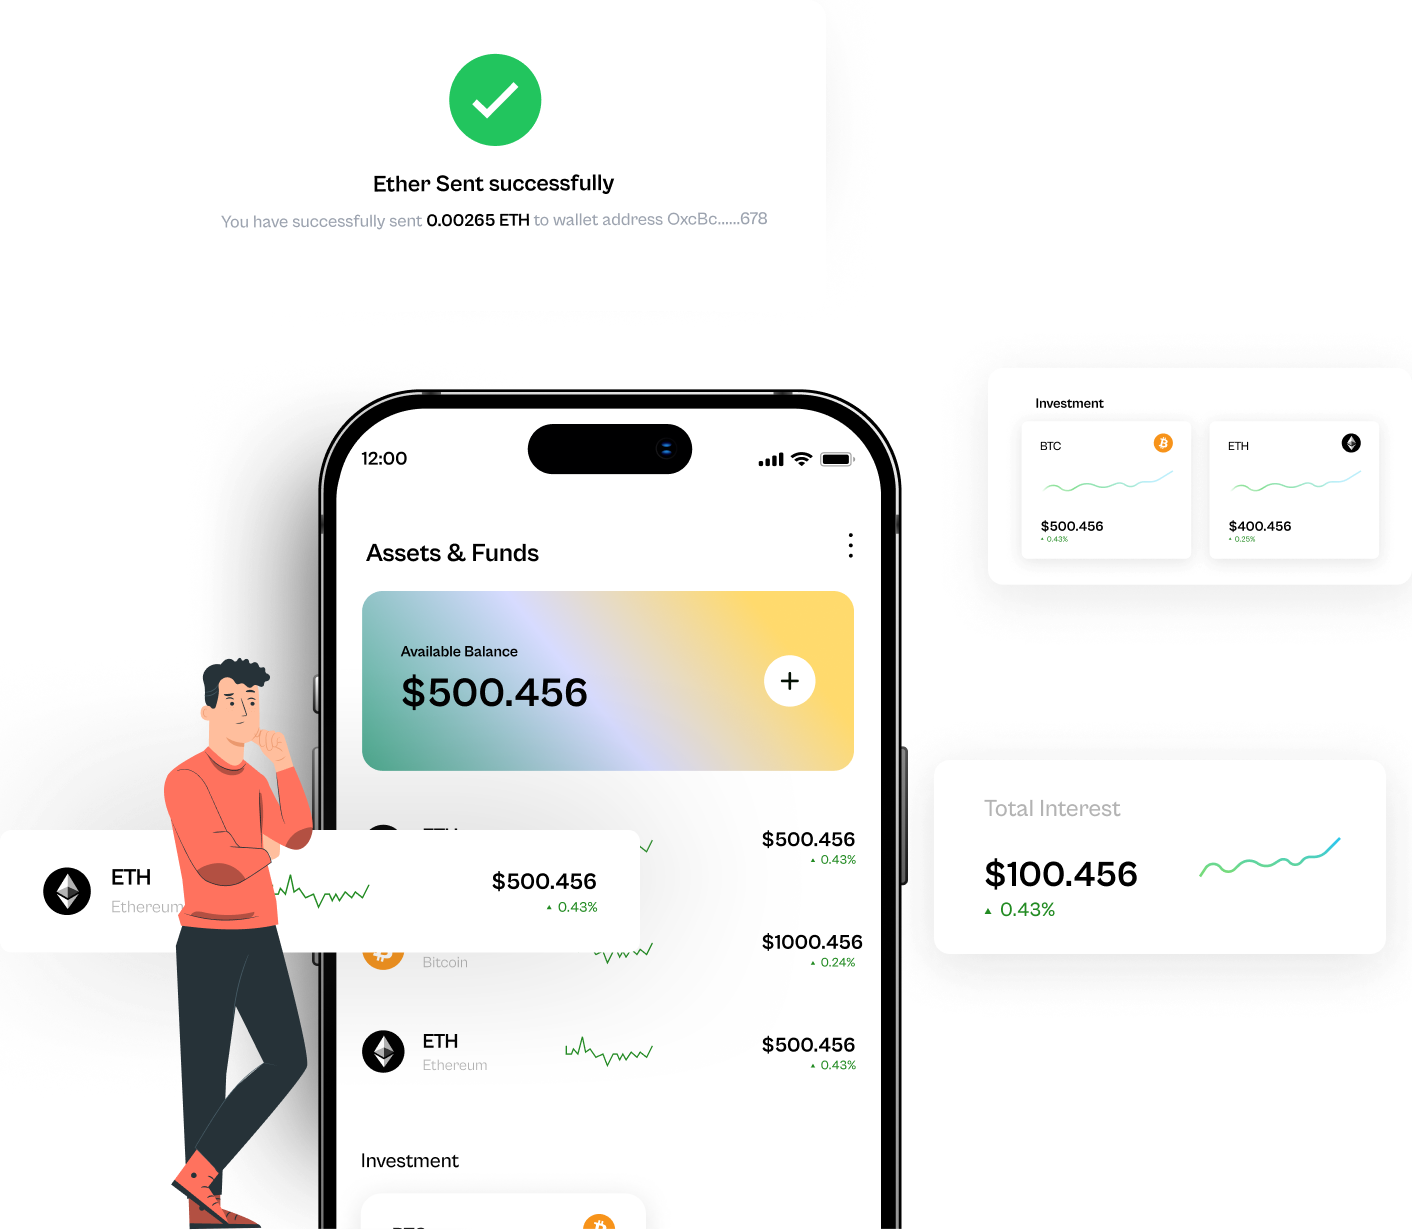 Ether Sent successfully
You have successfully sent 0.00265 ETH to wallet address OxcBc......678
12:00
Assets & Funds
Available Balance
$500.456
$500.456
0.43%
ETH
Ethereum
$500.456
0.43%
Bitcoin
$1000.456
0.24%
ETH
Ethereum
$500.456
0.43%
Investment
Investment
BTC
$500.456
0.43%
ETH
$400.456
0.25%
Total Interest
$100.456
0.43%